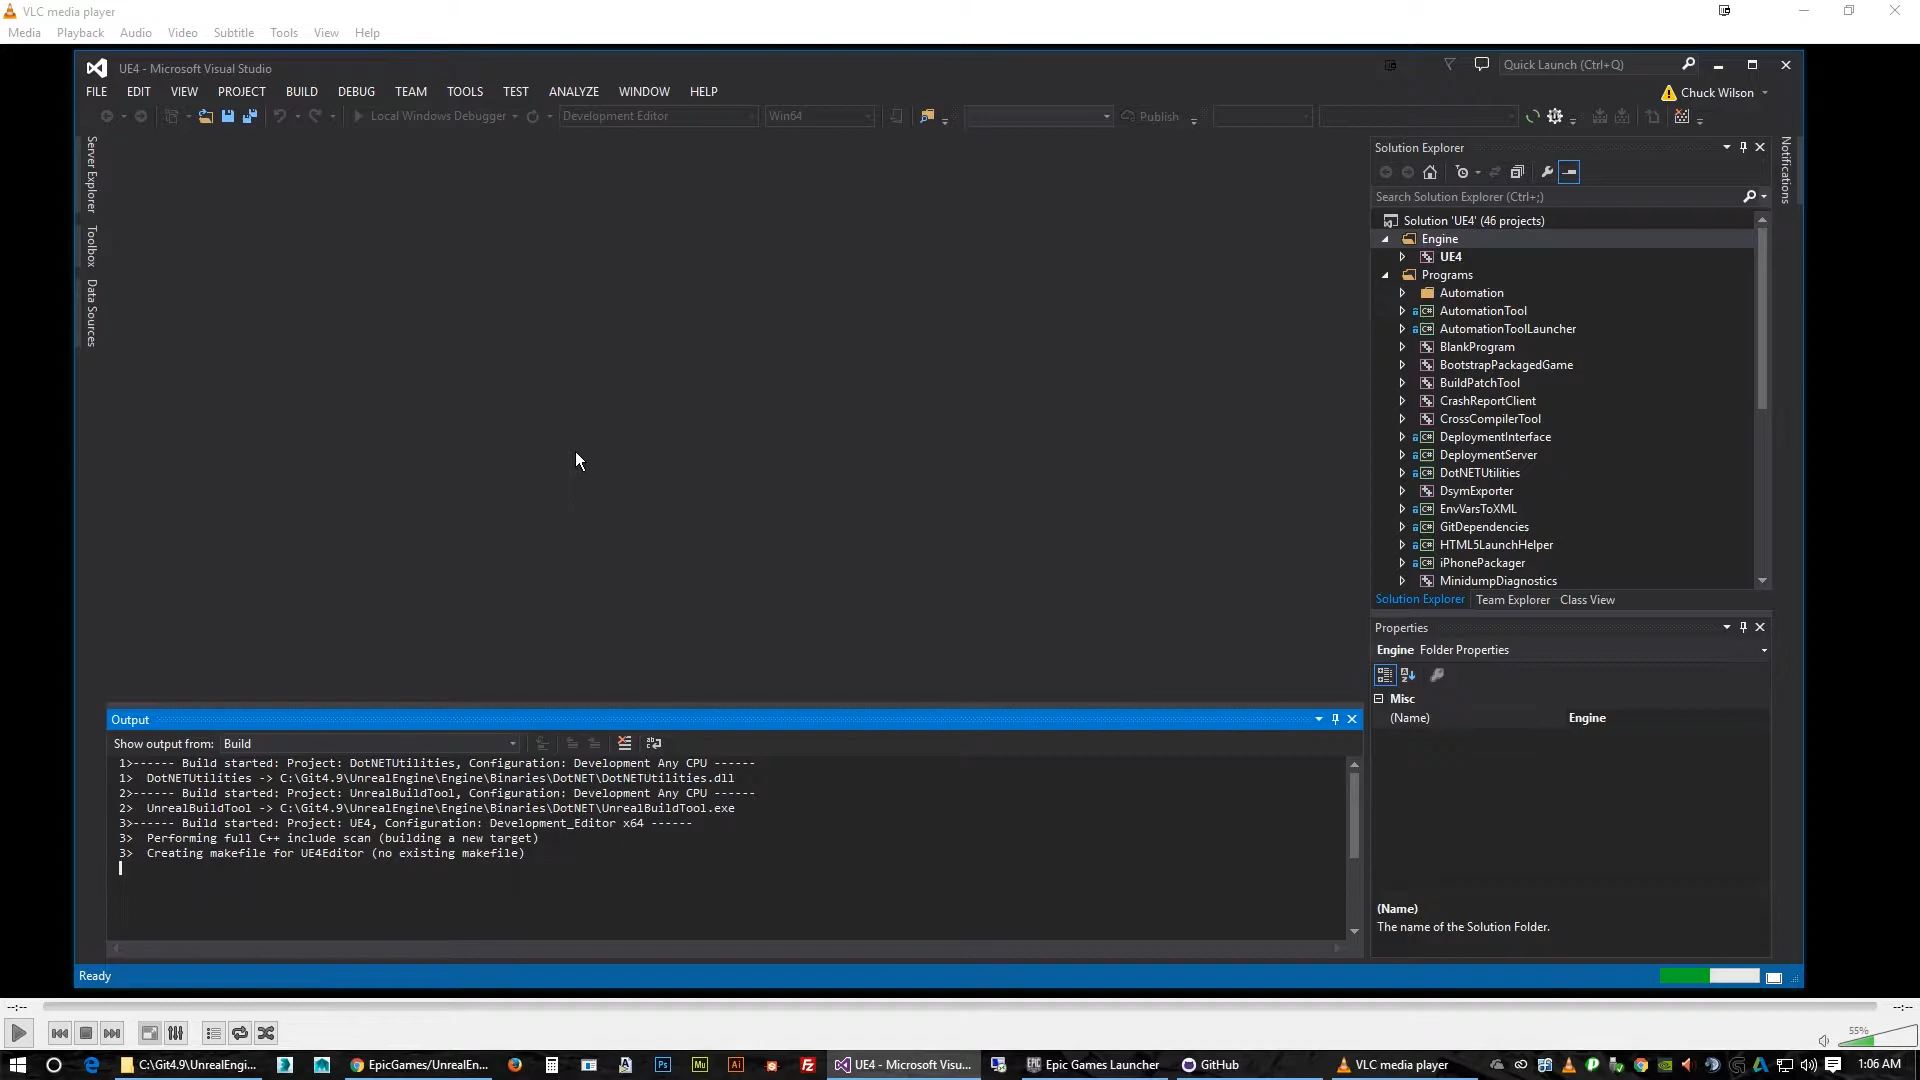 VLC media player
Media Playback Audio Video Subtitle Tools View Help
UE4 - Microsoft Visual Studio
Quick Launch (Ctrl+Q)
FILE EDIT VIEW PROJECT BUILD DEBUG TEAM TOOLS TEST ANALYZE WINDOW HELP
Chuck Wilson
Local Windows Debugger Development Editor Win64 Publish
Server Explorer
Toolbox
Data Sources
Solution Explorer
Notifications
Search Solution Explorer (Ctrl+;)
Solution 'UE4' (46 projects)
Engine
UE4
Programs
Automation
AutomationTool
AutomationToolLauncher
BlankProgram
BootstrapPackagedGame
BuildPatchTool
CrashReportClient
CrossCompilerTool
DeploymentInterface
DeploymentServer
DotNETUtilities
DsymExporter
EnvVarsToXML
GitDependencies
HTML5LaunchHelper
iPhonePackager
MinidumpDiagnostics
Solution Explorer Team Explorer Class View
Properties
Engine Folder Properties
Misc
(Name) Engine
(Name)
The name of the Solution Folder.
Output
Show output from: Build
1>------ Build started: Project: DotNETUtilities, Configuration: Development Any CPU ------
1>  DotNETUtilities -> C:\Git4.9\UnrealEngine\Engine\Binaries\DotNET\DotNETUtilities.dll
2>------ Build started: Project: UnrealBuildTool, Configuration: Development Any CPU ------
2>  UnrealBuildTool -> C:\Git4.9\UnrealEngine\Engine\Binaries\DotNET\UnrealBuildTool.exe
3>------ Build started: Project: UE4, Configuration: Development_Editor x64 ------
3>  Performing full C++ include scan (building a new target)
3>  Creating makefile for UE4Editor (no existing makefile)
Ready
--:-- --:--
55%
C:\Git4.9\UnrealEngi... EpicGames/UnrealEn... Ps Mu Ai Fz UE4 - Microsoft Visu... Epic Games Launcher GitHub VLC media player 1:06 AM